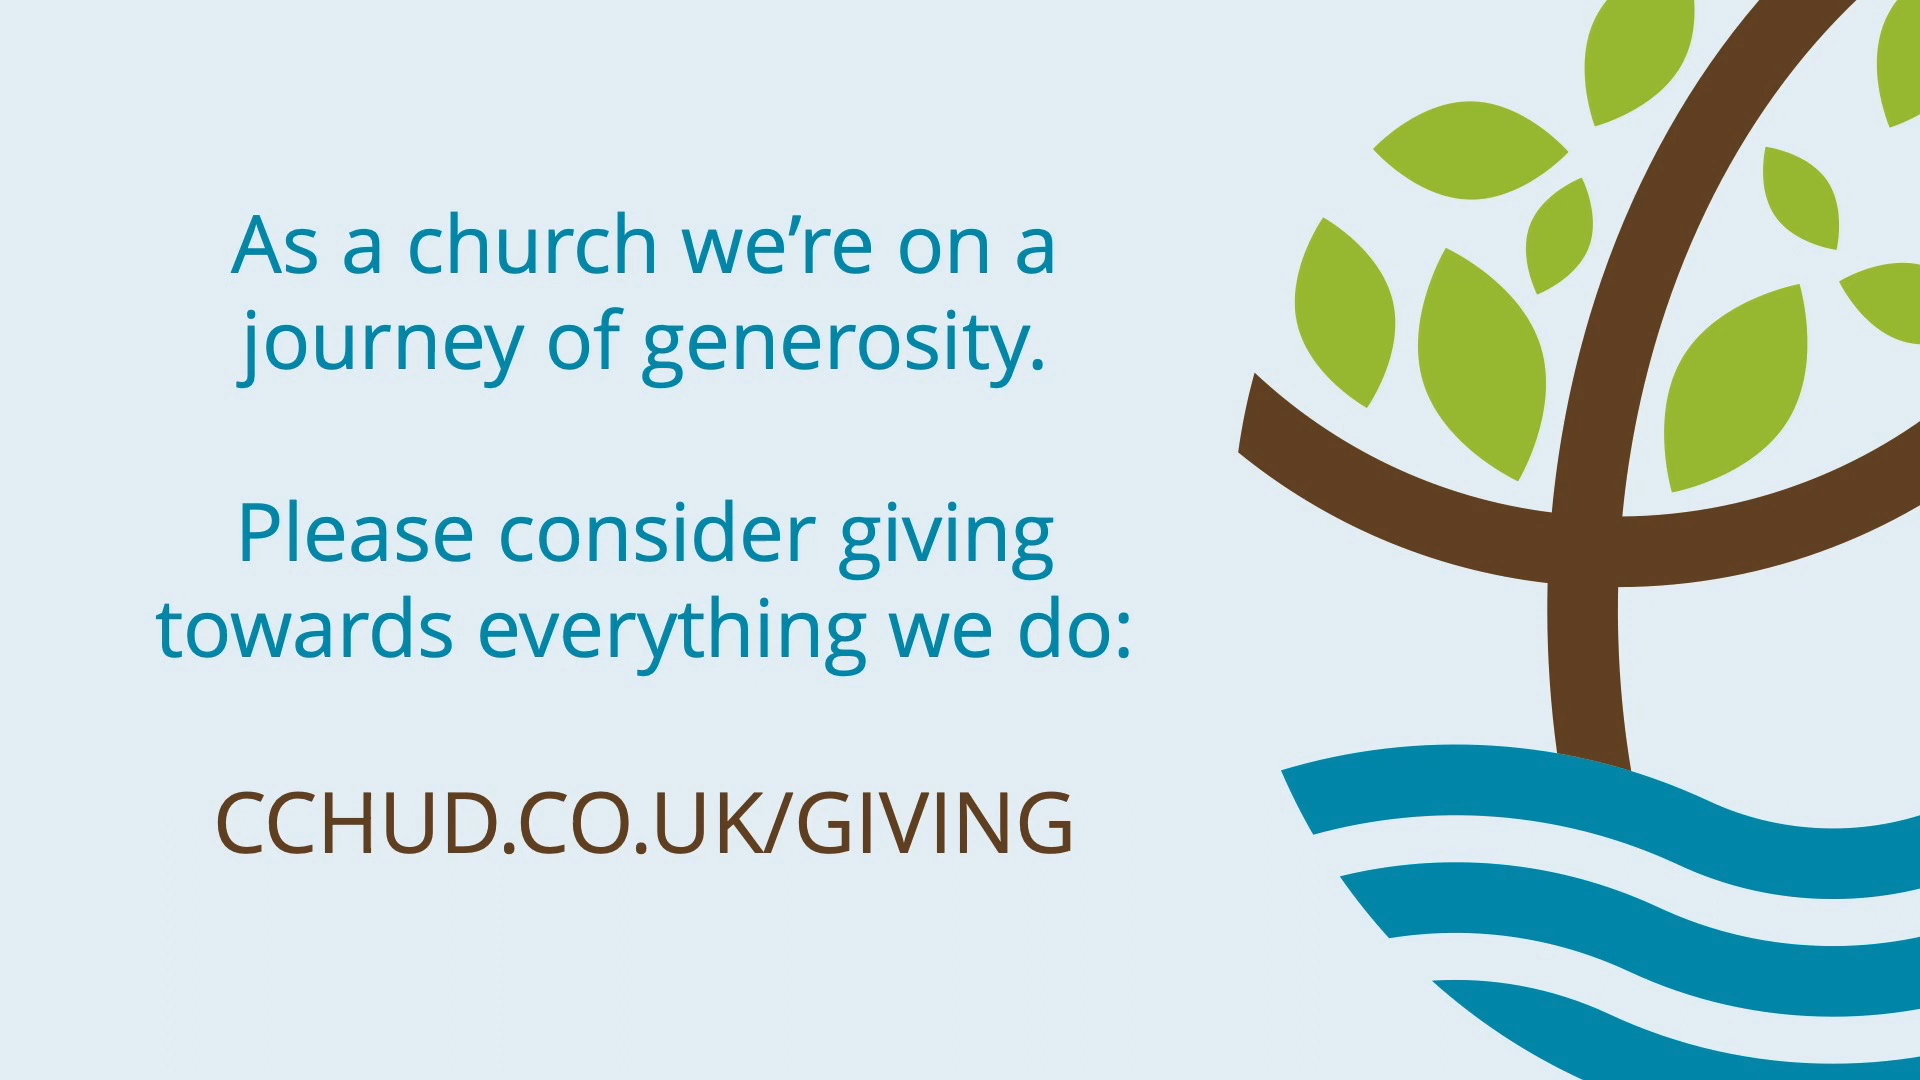 As a church we’re on a
journey of generosity.
Please consider giving
towards everything we do:
CCHUD.CO.UK/GIVING